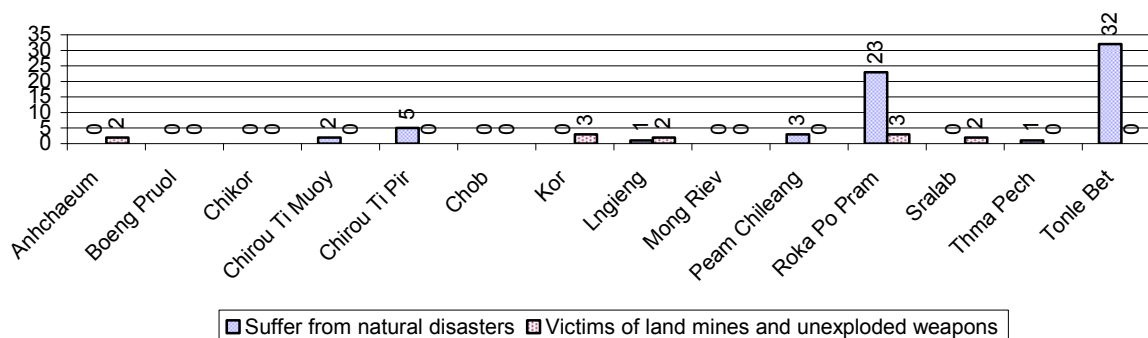 35
30
25
20
15
10
5
0
0 2 0 0 0 0 2 0 5 0 0 0 0 3 1 2 0 0 3 0 23 3 0 2 1 0 32 0
Anhchaeum
Boeng Pruol
Chikor
Chirou Ti Muoy
Chirou Ti Pir
Chob
Kor
Lngieng
Mong Riev
Peam Chileang
Roka Po Pram
Sralab
Thma Pech
Tonle Bet
Suffer from natural disasters Victims of land mines and unexploded weapons